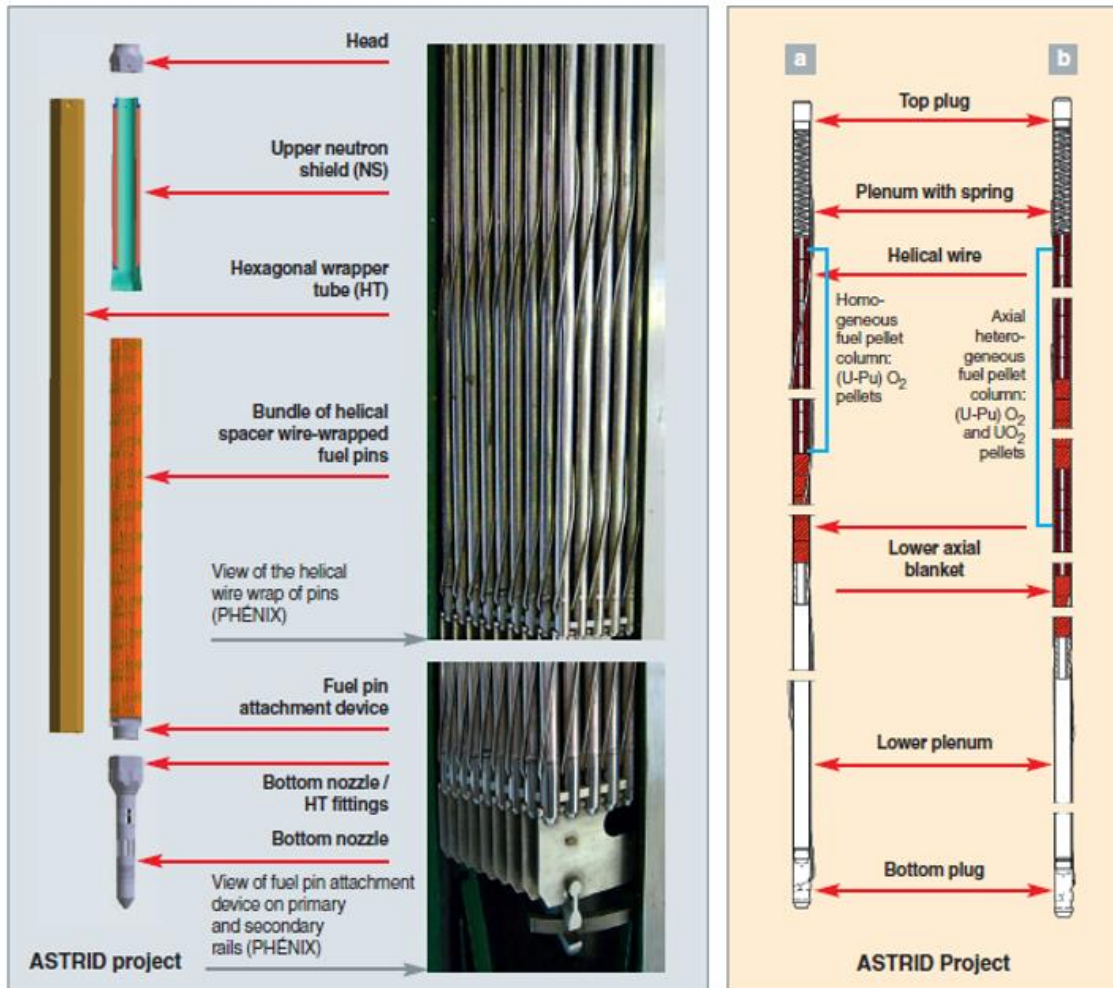 Head
Upper neutron
shield (NS)
Hexagonal wrapper
tube (HT)
Bundle of helical
spacer wire-wrapped
fuel pins
View of the helical
wire wrap of pins
(PHÉNIX)
Fuel pin
attachment device
Bottom nozzle /
HT fittings
Bottom nozzle
View of fuel pin attachment
device on primary
and secondary
rails (PHÉNIX)
ASTRID project
a
b
Top plug
Plenum with spring
Helical wire
Homo-
geneous
fuel pellet
column:
(U-Pu) O2
pellets
Axial
hetero-
geneous
fuel pellet
column:
(U-Pu) O2
and UO2
pellets
Lower axial
blanket
Lower plenum
Bottom plug
ASTRID Project